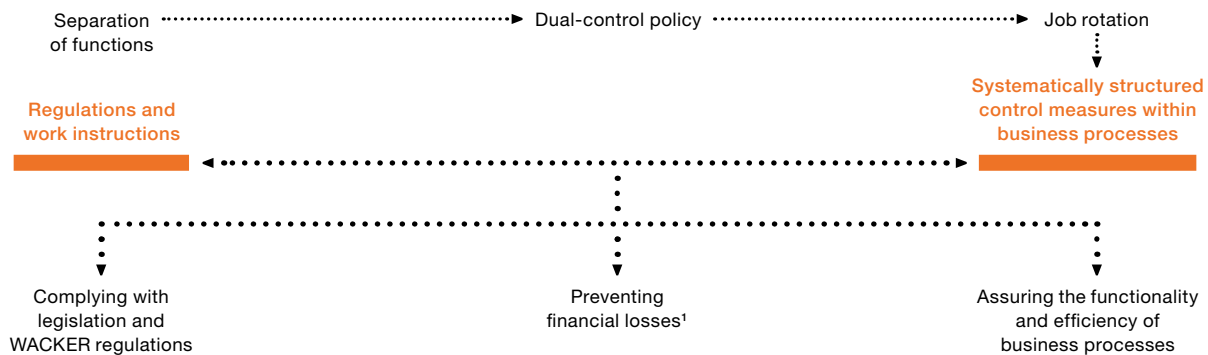 Separation
of functions
Dual-control policy
Job rotation
Regulations and
work instructions
Systematically structured
control measures within
business processes
Complying with
legislation and
WACKER regulations
Preventing
financial losses¹
Assuring the functionality
and efficiency of
business processes